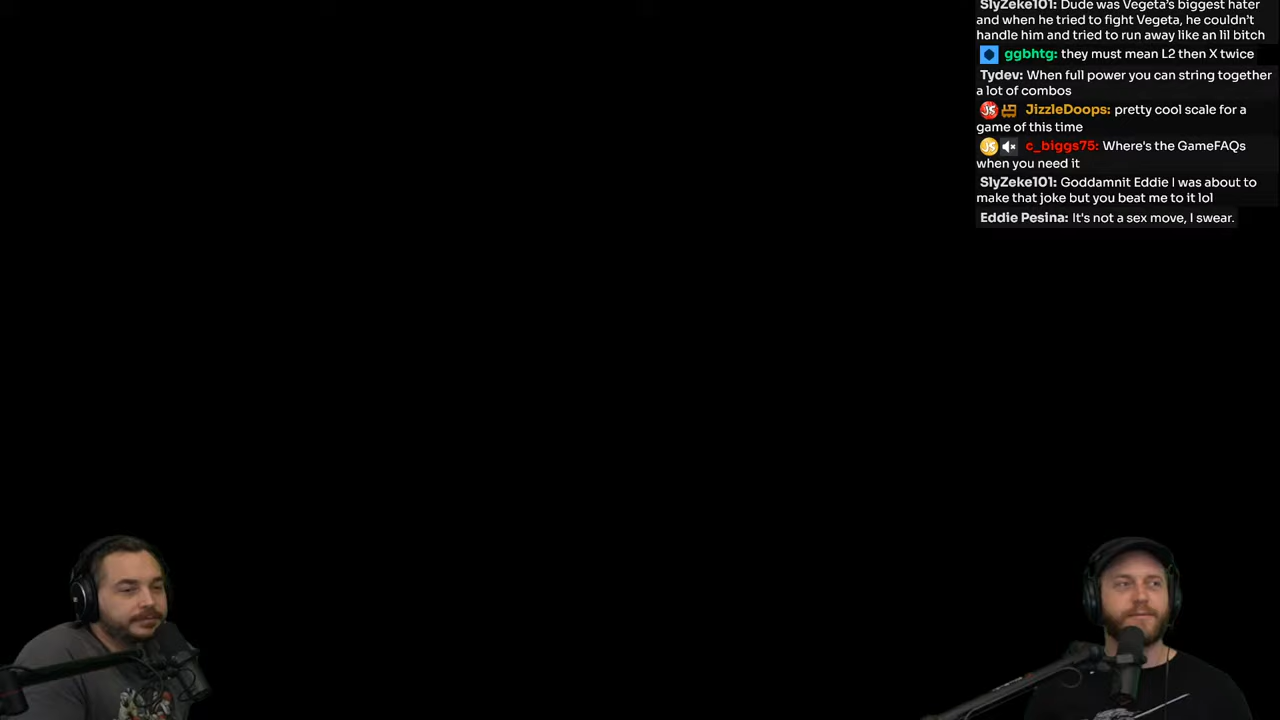 SlyZeke101: Dude was Vegeta's biggest hater
and when he tried to fight Vegeta, he couldn't
handle him and tried to run away like an lil bitch
ggbhtg: they must mean L2 then X twice
Tydev: When full power you can string together
a lot of combos
JizzleDoops: pretty cool scale for a
game of this time
c_biggs75: Where's the GameFAQs
when you need it
SlyZeke101: Goddamnit Eddie I was about to
make that joke but you beat me to it lol
Eddie Pesina: It's not a sex move, I swear.